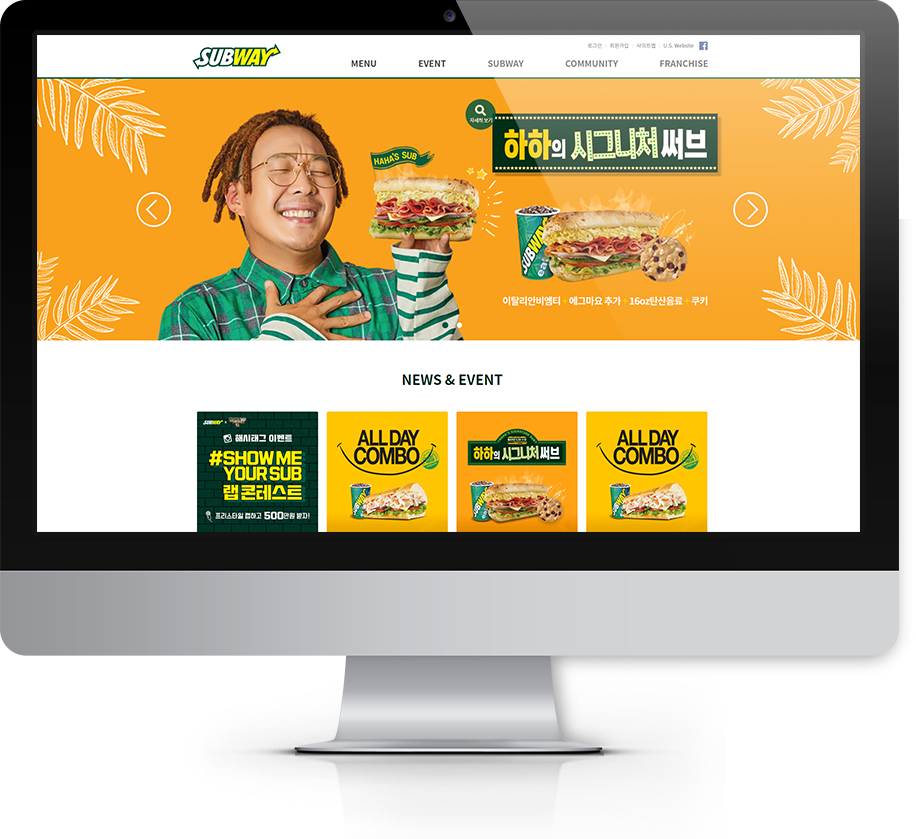 SUBWAY
로그인 | 회원가입 | 사이트맵 | U.S. Website
MENU EVENT SUBWAY COMMUNITY FRANCHISE
자세히 보기
하하의 시그니처 써브
HAHA'S SUB
SUBWAY
이탈리안비엠티 + 에그마요 추가 + 16oz탄산음료 + 쿠키
NEWS & EVENT
SUBWAY x
해시태그 이벤트
#SHOW ME
YOUR SUB
랩 콘테스트
프리스타일 랩하고 500만원 받자!
ALL DAY
COMBO
SUBWAY
하하의 시그니처 써브
SUBWAY
ALL DAY
COMBO
SUBWAY